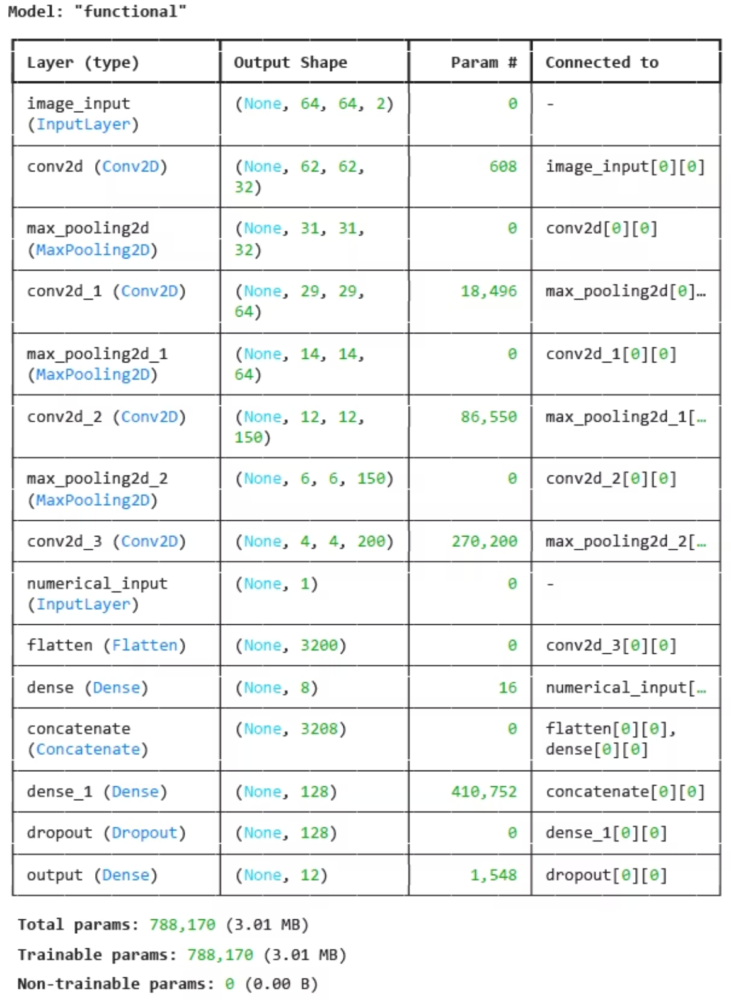 Model: "functional"
Layer (type) Output Shape Param # Connected to
image_input (None, 64, 64, 2) 0 -
(InputLayer)
conv2d (Conv2D) (None, 62, 62, 608 image_input[0][0]
32)
max_pooling2d (None, 31, 31, 0 conv2d[0][0]
(MaxPooling2D) 32)
conv2d_1 (Conv2D) (None, 29, 29, 18,496 max_pooling2d[0]…
64)
max_pooling2d_1 (None, 14, 14, 0 conv2d_1[0][0]
(MaxPooling2D) 64)
conv2d_2 (Conv2D) (None, 12, 12, 86,550 max_pooling2d_1[…
150)
max_pooling2d_2 (None, 6, 6, 150) 0 conv2d_2[0][0]
(MaxPooling2D)
conv2d_3 (Conv2D) (None, 4, 4, 200) 270,200 max_pooling2d_2[…
numerical_input (None, 1) 0 -
(InputLayer)
flatten (Flatten) (None, 3200) 0 conv2d_3[0][0]
dense (Dense) (None, 8) 16 numerical_input[…
concatenate (None, 3208) 0 flatten[0][0],
(Concatenate) dense[0][0]
dense_1 (Dense) (None, 128) 410,752 concatenate[0][0]
dropout (Dropout) (None, 128) 0 dense_1[0][0]
output (Dense) (None, 12) 1,548 dropout[0][0]
Total params: 788,170 (3.01 MB)
Trainable params: 788,170 (3.01 MB)
Non-trainable params: 0 (0.00 B)